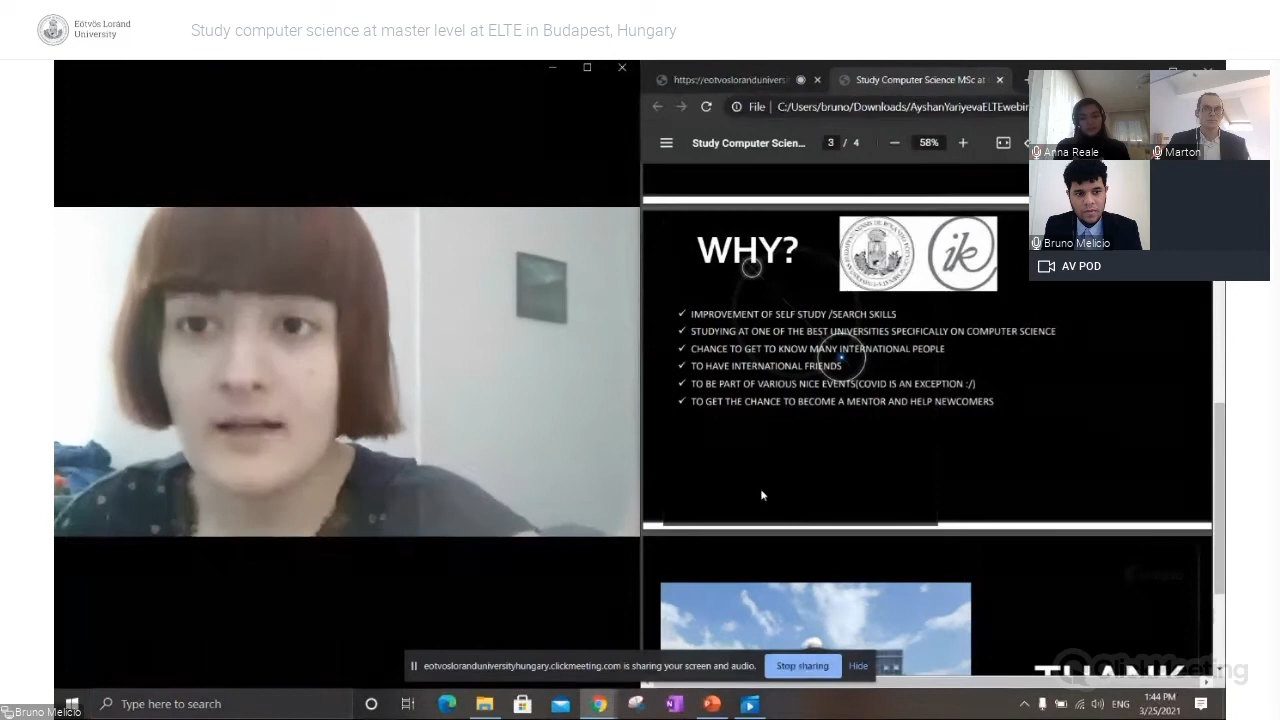 Eötvös Loránd
University
Study computer science at master level at ELTE in Budapest, Hungary
https://eotvosloranduniversi
Study Computer Science MSc at
File
C:/Users/bruno/Downloads/AyshanYariyevaELTEwebin
Study Computer Scien...
3 / 4
58%
Anna Reale
Marton
Bruno Melicio
AV POD
WHY?
ik
✓ IMPROVEMENT OF SELF STUDY /SEARCH SKILLS
✓ STUDYING AT ONE OF THE BEST UNIVERSITIES SPECIFICALLY ON COMPUTER SCIENCE
✓ CHANCE TO GET TO KNOW MANY INTERNATIONAL PEOPLE
✓ TO HAVE INTERNATIONAL FRIENDS
✓ TO BE PART OF VARIOUS NICE EVENTS(COVID IS AN EXCEPTION :/)
✓ TO GET THE CHANCE TO BECOME A MENTOR AND HELP NEWCOMERS
eotvosloranduniversityhungary.clickmeeting.com is sharing your screen and audio.
Stop sharing
Hide
THANK
ClickMeeting
Type here to search
ENG
1:44 PM
3/25/2021
Bruno Melicio